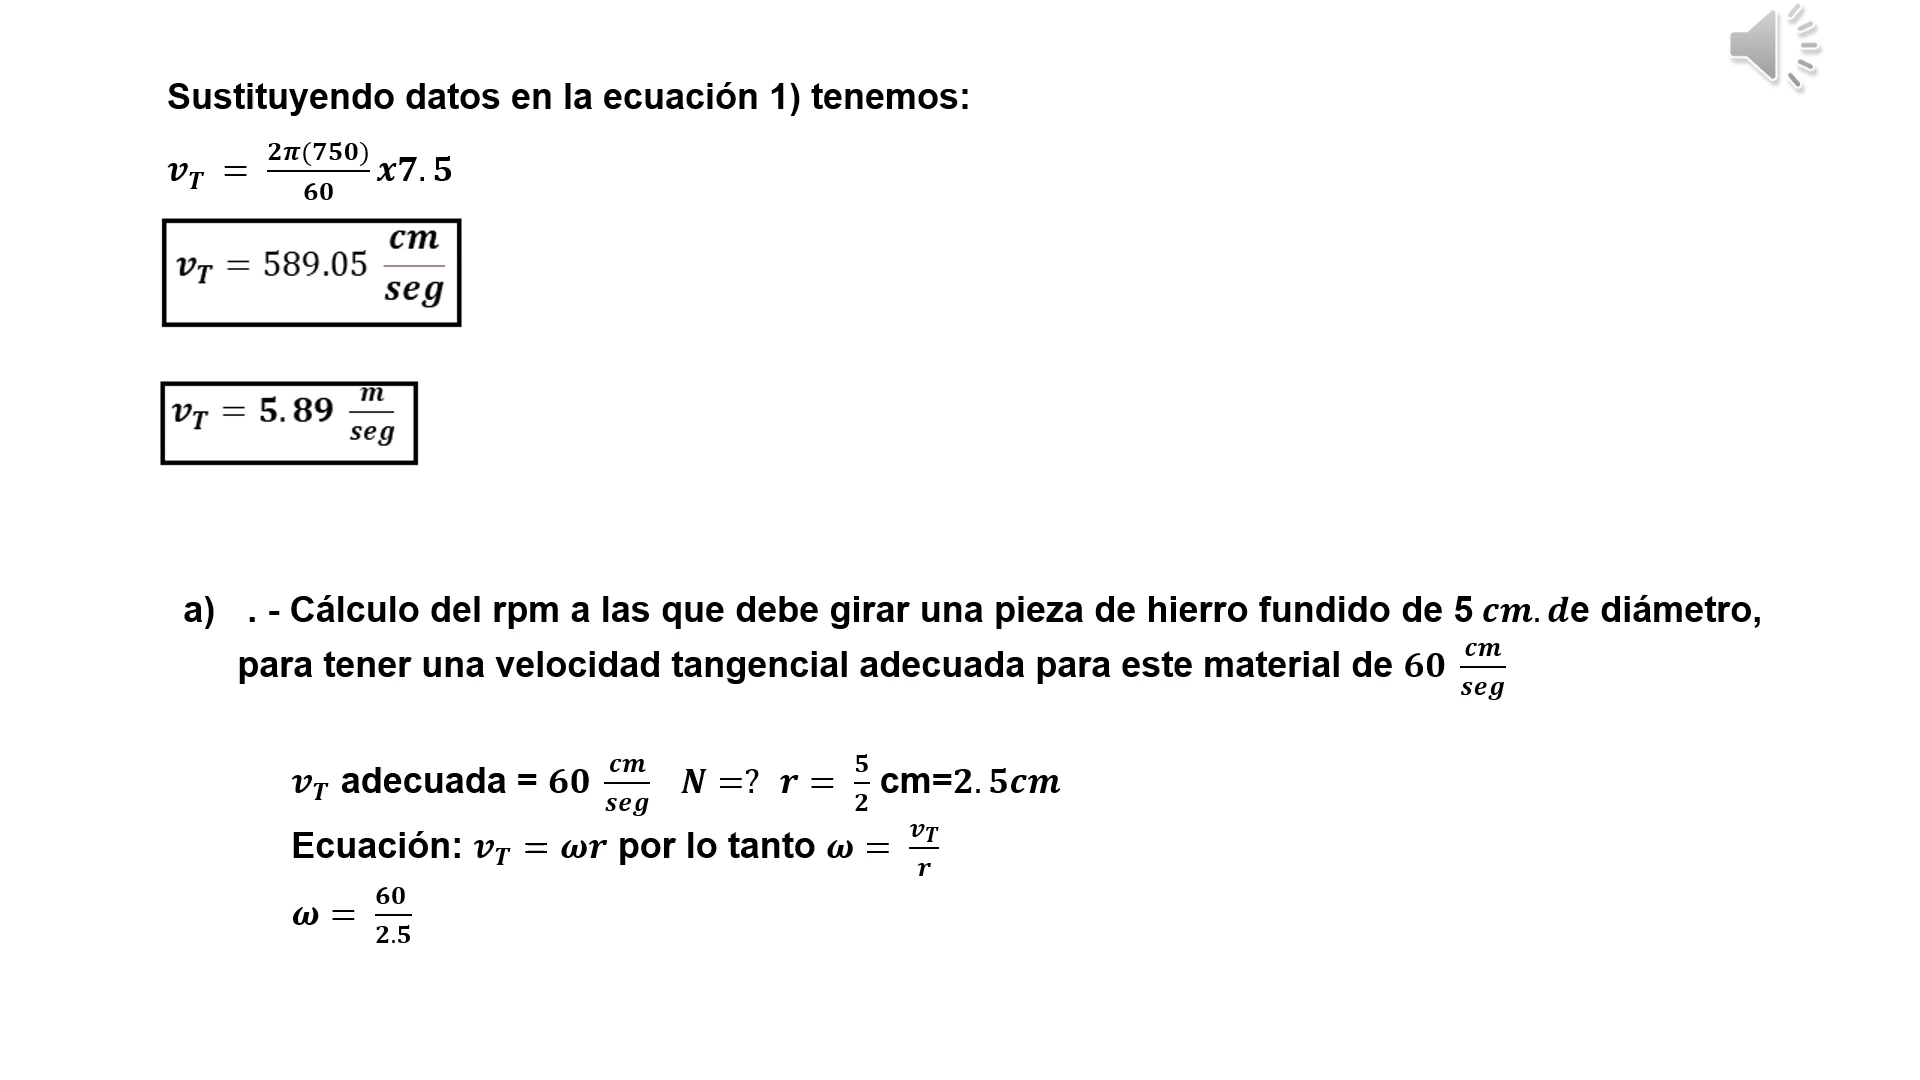 Sustituyendo datos en la ecuación 1) tenemos:
v_T = 2π(750)/60 x7.5
v_T = 589.05 cm/seg
v_T = 5.89 m/seg
a) . - Cálculo del rpm a las que debe girar una pieza de hierro fundido de 5 cm. de diámetro,
para tener una velocidad tangencial adecuada para este material de 60 cm/seg
v_T adecuada = 60 cm/seg N =? r = 5/2 cm=2.5cm
Ecuación: v_T = ωr por lo tanto ω = v_T/r
ω = 60/2.5